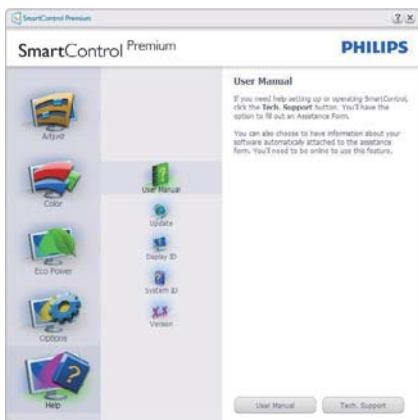 SmartControl Premium
SmartControl Premium
PHILIPS
Adjust
Color
Eco Power
Options
Help
User Manual
Update
Display ID
System ID
Version
User Manual
If you need help setting up or operating SmartControl,
click the Tech. Support button. You'll have the
option to fill out an Assistance Form.
You can also choose to have information about your
software automatically attached to the assistance
form. You'll need to be online to use this feature.
User Manual
Tech. Support